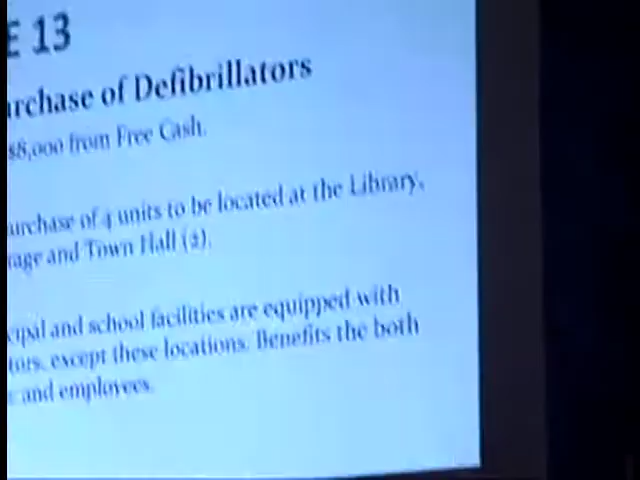 E 13
urchase of Defibrillators
$8,000 from Free Cash.
urchase of 4 units to be located at the Library,
rage and Town Hall (2).
cipal and school facilities are equipped with
tors, except these locations. Benefits the both
and employees.